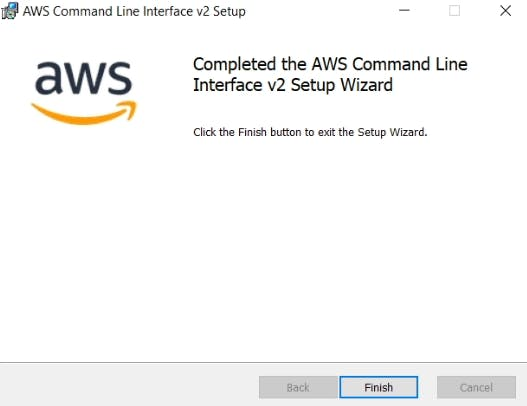 AWS Command Line Interface v2 Setup
aws
Completed the AWS Command Line
Interface v2 Setup Wizard
Click the Finish button to exit the Setup Wizard.
Back
Finish
Cancel